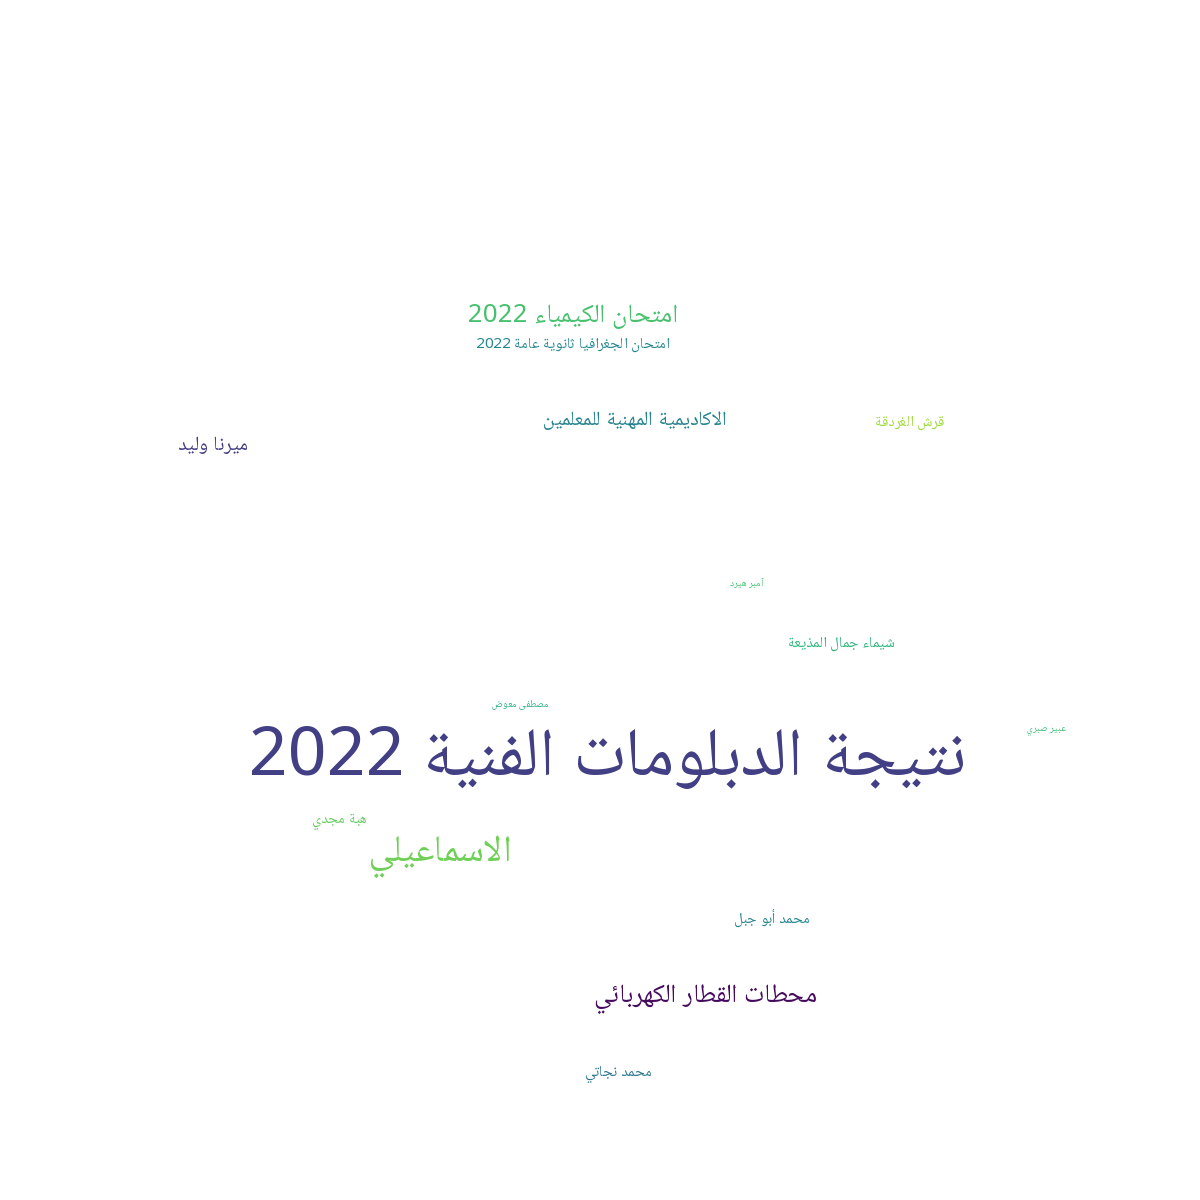 امتحان الكيمياء 2022
امتحان الجغرافيا ثانوية عامة 2022
قرش الغردقة
الاكاديمية المهنية للمعلمين
ميرنا وليد
آمبر هيرد
شيماء جمال المذيعة
مصطفى معوض
عبير صبري
نتيجة الدبلومات الفنية 2022
هبة مجدي
الاسماعيلي
محمد أبو جبل
محطات القطار الكهربائي
محمد نجاتي